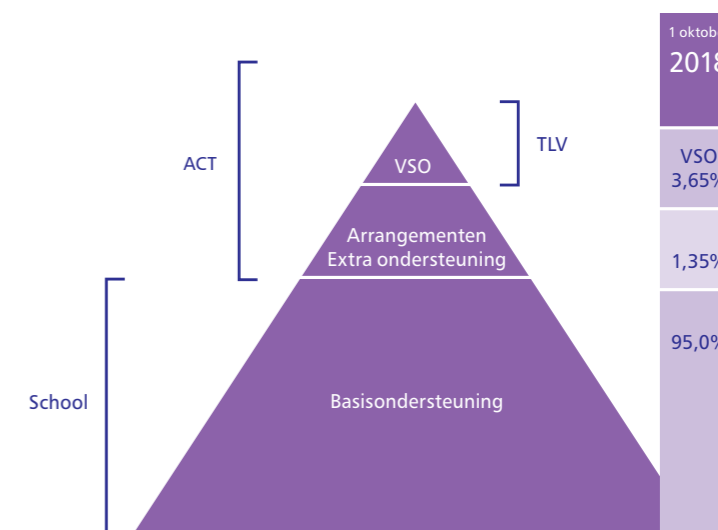 1 oktob
2018
ACT
TLV
VSO
VSO
3,65%
Arrangementen
Extra ondersteuning
1,35%
95,0%
School
Basisondersteuning